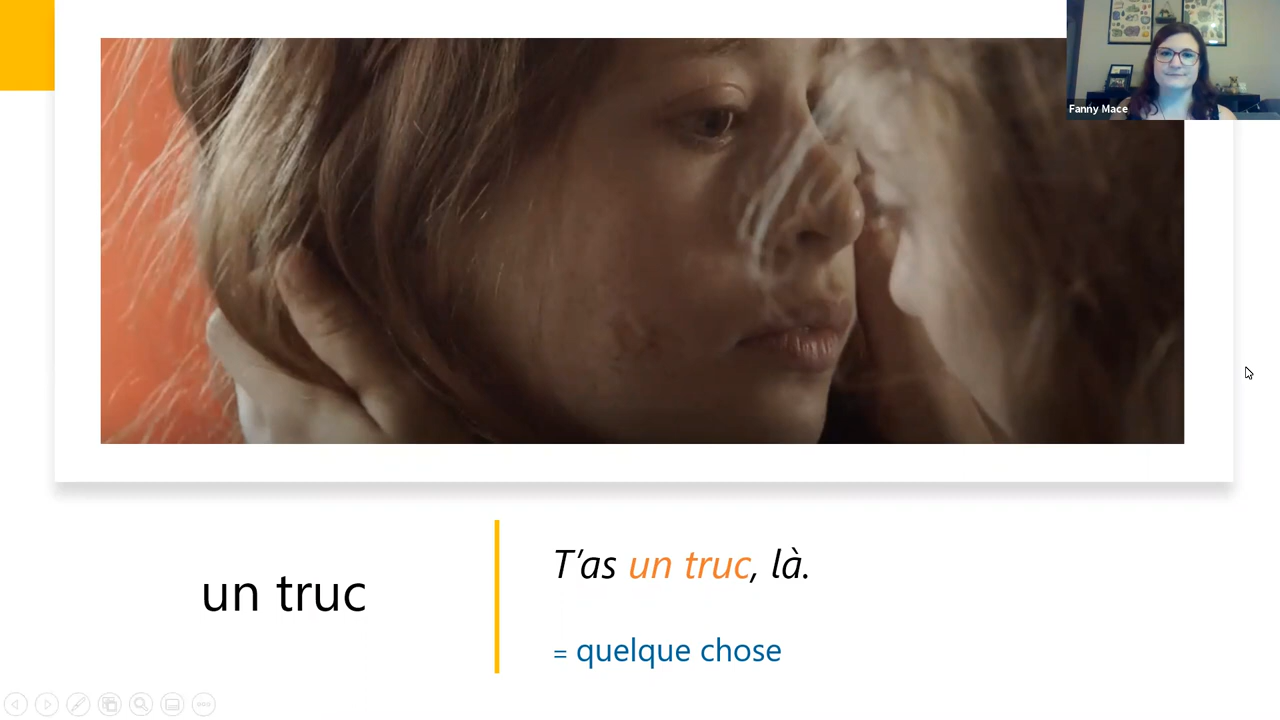 Fanny Mace
un truc
T’as un truc, là.
= quelque chose